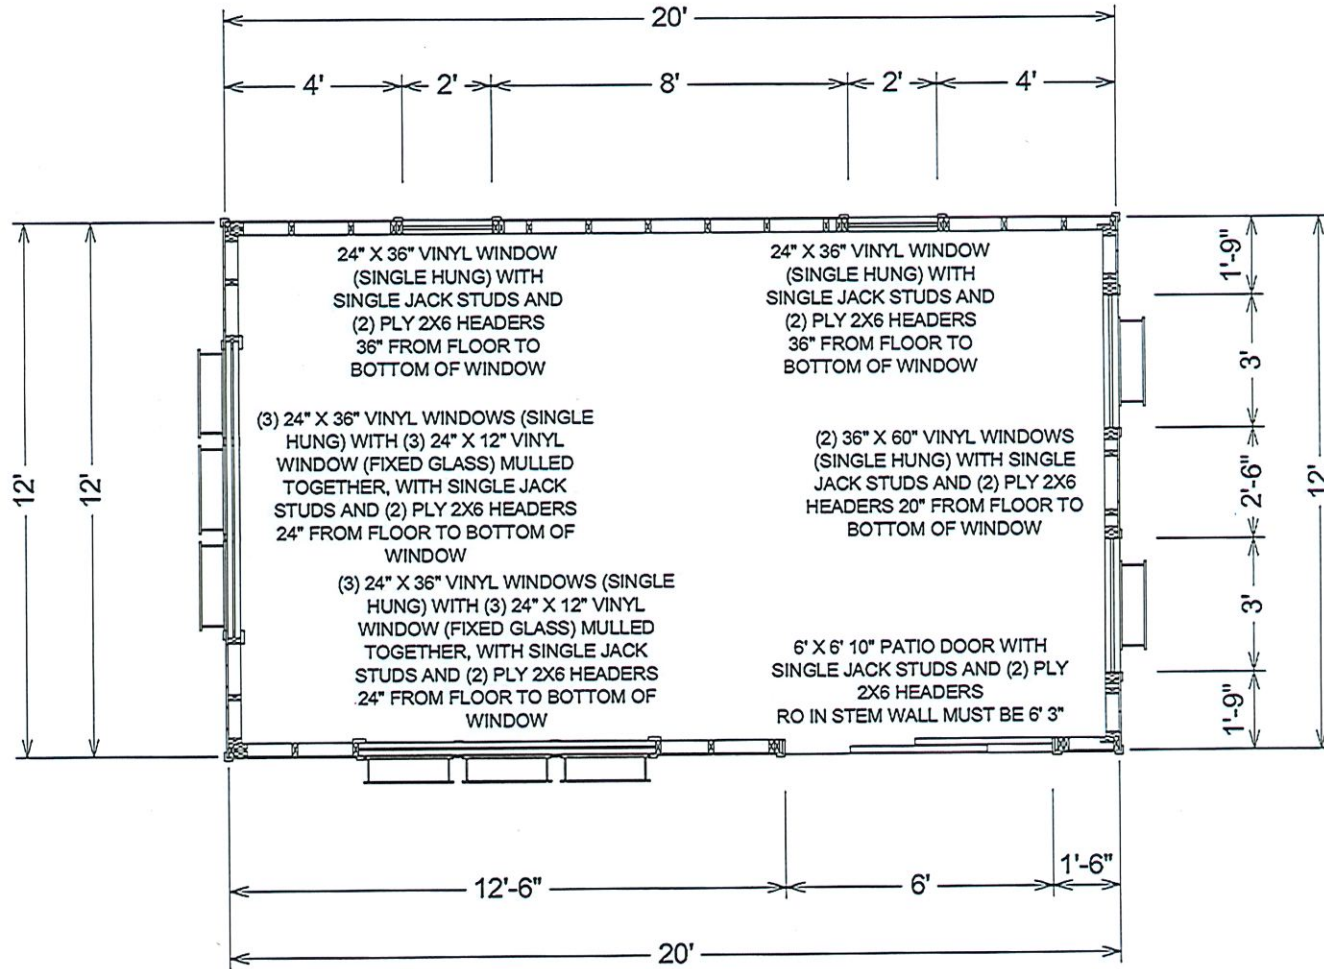 20'
4'
2'
8'
2'
4'
24" X 36" VINYL WINDOW
(SINGLE HUNG) WITH
SINGLE JACK STUDS AND
(2) PLY 2X6 HEADERS
36" FROM FLOOR TO
BOTTOM OF WINDOW
24" X 36" VINYL WINDOW
(SINGLE HUNG) WITH
SINGLE JACK STUDS AND
(2) PLY 2X6 HEADERS
36" FROM FLOOR TO
BOTTOM OF WINDOW
12'
12'
(3) 24" X 36" VINYL WINDOWS (SINGLE
HUNG) WITH (3) 24" X 12" VINYL
WINDOW (FIXED GLASS) MULLED
TOGETHER, WITH SINGLE JACK
STUDS AND (2) PLY 2X6 HEADERS
24" FROM FLOOR TO BOTTOM OF
WINDOW
(2) 36" X 60" VINYL WINDOWS
(SINGLE HUNG) WITH SINGLE
JACK STUDS AND (2) PLY 2X6
HEADERS 20" FROM FLOOR TO
BOTTOM OF WINDOW
1'-9"
3'
2'-6"
3'
1'-9"
12'
(3) 24" X 36" VINYL WINDOWS (SINGLE
HUNG) WITH (3) 24" X 12" VINYL
WINDOW (FIXED GLASS) MULLED
TOGETHER, WITH SINGLE JACK
STUDS AND (2) PLY 2X6 HEADERS
24" FROM FLOOR TO BOTTOM OF
WINDOW
6' X 6' 10" PATIO DOOR WITH
SINGLE JACK STUDS AND (2) PLY
2X6 HEADERS
RO IN STEM WALL MUST BE 6' 3"
12'-6"
6'
1'-6"
20'